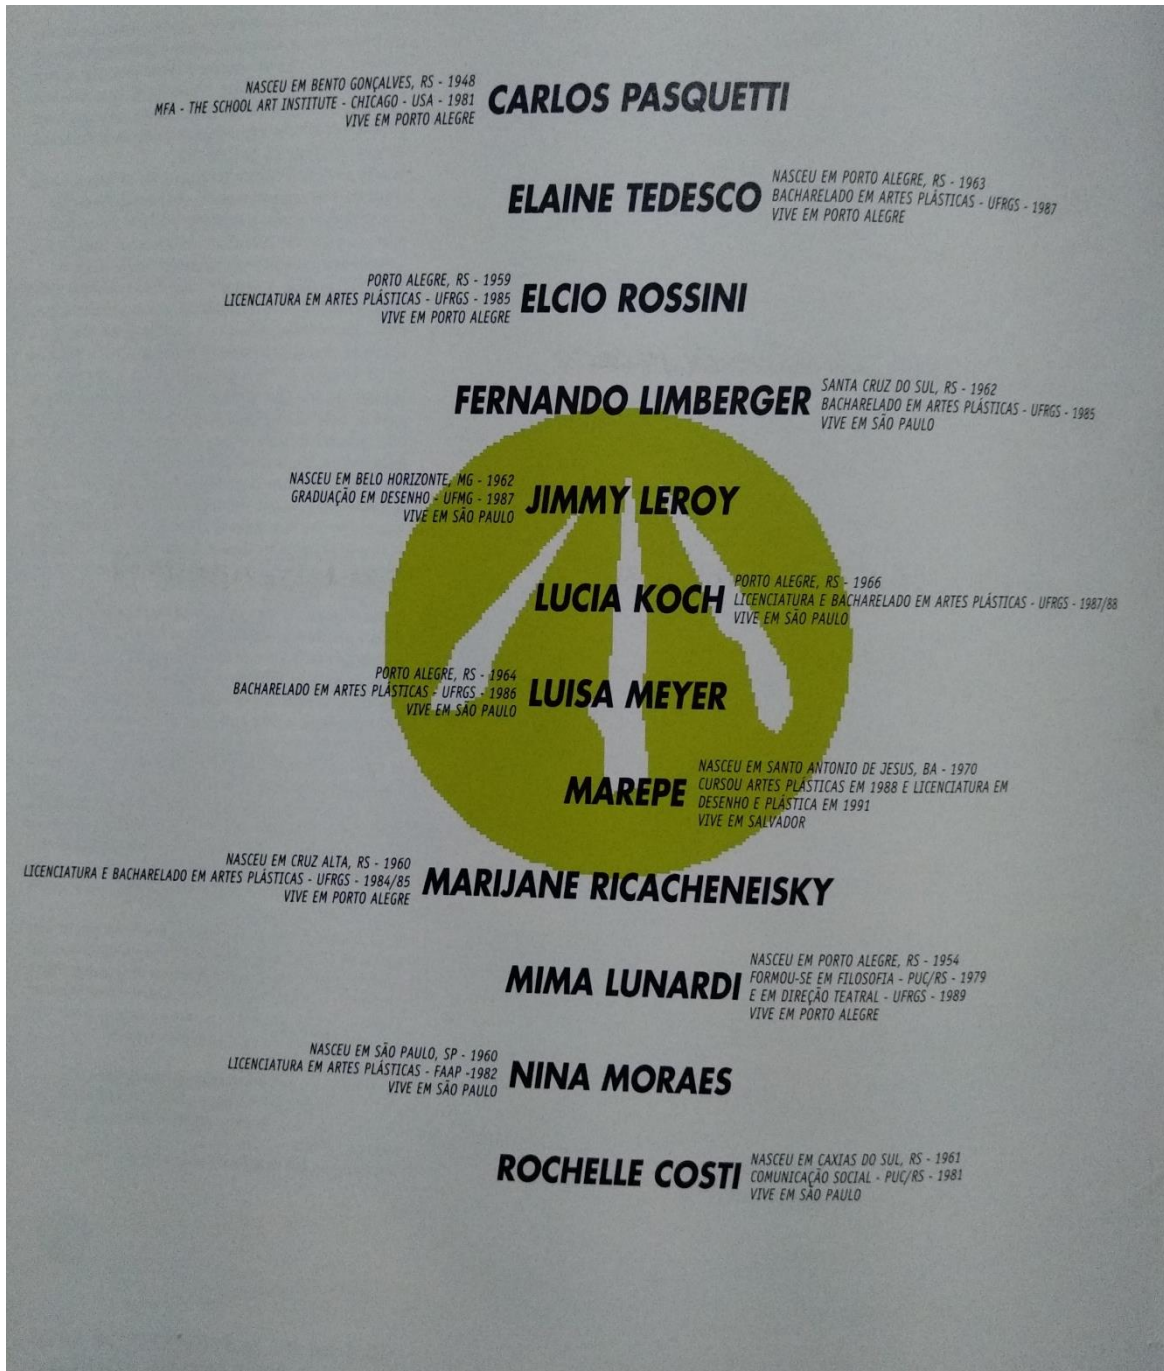 NASCEU EM BENTO GONÇALVES, RS - 1948
MFA - THE SCHOOL ART INSTITUTE - CHICAGO - USA - 1981
VIVE EM PORTO ALEGRE
CARLOS PASQUETTI
ELAINE TEDESCO
NASCEU EM PORTO ALEGRE, RS - 1963
BACHARELADO EM ARTES PLÁSTICAS - UFRGS - 1987
VIVE EM PORTO ALEGRE
PORTO ALEGRE, RS - 1959
LICENCIATURA EM ARTES PLÁSTICAS - UFRGS - 1985
VIVE EM PORTO ALEGRE
ELCIO ROSSINI
FERNANDO LIMBERGER
SANTA CRUZ DO SUL, RS - 1962
BACHARELADO EM ARTES PLÁSTICAS - UFRGS - 1985
VIVE EM SÃO PAULO
NASCEU EM BELO HORIZONTE, MG - 1962
GRADUAÇÃO EM DESENHO - UFMG - 1987
VIVE EM SÃO PAULO
JIMMY LEROY
LUCIA KOCH
PORTO ALEGRE, RS - 1966
LICENCIATURA E BACHARELADO EM ARTES PLÁSTICAS - UFRGS - 1987/88
VIVE EM SÃO PAULO
PORTO ALEGRE, RS - 1964
BACHARELADO EM ARTES PLÁSTICAS - UFRGS - 1986
VIVE EM SÃO PAULO
LUISA MEYER
MAREPE
NASCEU EM SANTO ANTONIO DE JESUS, BA - 1970
CURSOU ARTES PLÁSTICAS EM 1988 E LICENCIATURA EM
DESENHO E PLÁSTICA EM 1991
VIVE EM SALVADOR
NASCEU EM CRUZ ALTA, RS - 1960
LICENCIATURA E BACHARELADO EM ARTES PLÁSTICAS - UFRGS - 1984/85
VIVE EM PORTO ALEGRE
MARIJANE RICACHENEISKY
MIMA LUNARDI
NASCEU EM PORTO ALEGRE, RS - 1954
FORMOU-SE EM FILOSOFIA - PUC/RS - 1979
E EM DIREÇÃO TEATRAL - UFRGS - 1989
VIVE EM PORTO ALEGRE
NASCEU EM SÃO PAULO, SP - 1960
LICENCIATURA EM ARTES PLÁSTICAS - FAAP -1982
VIVE EM SÃO PAULO
NINA MORAES
ROCHELLE COSTI
NASCEU EM CAXIAS DO SUL, RS - 1961
COMUNICAÇÃO SOCIAL - PUC/RS - 1981
VIVE EM SÃO PAULO